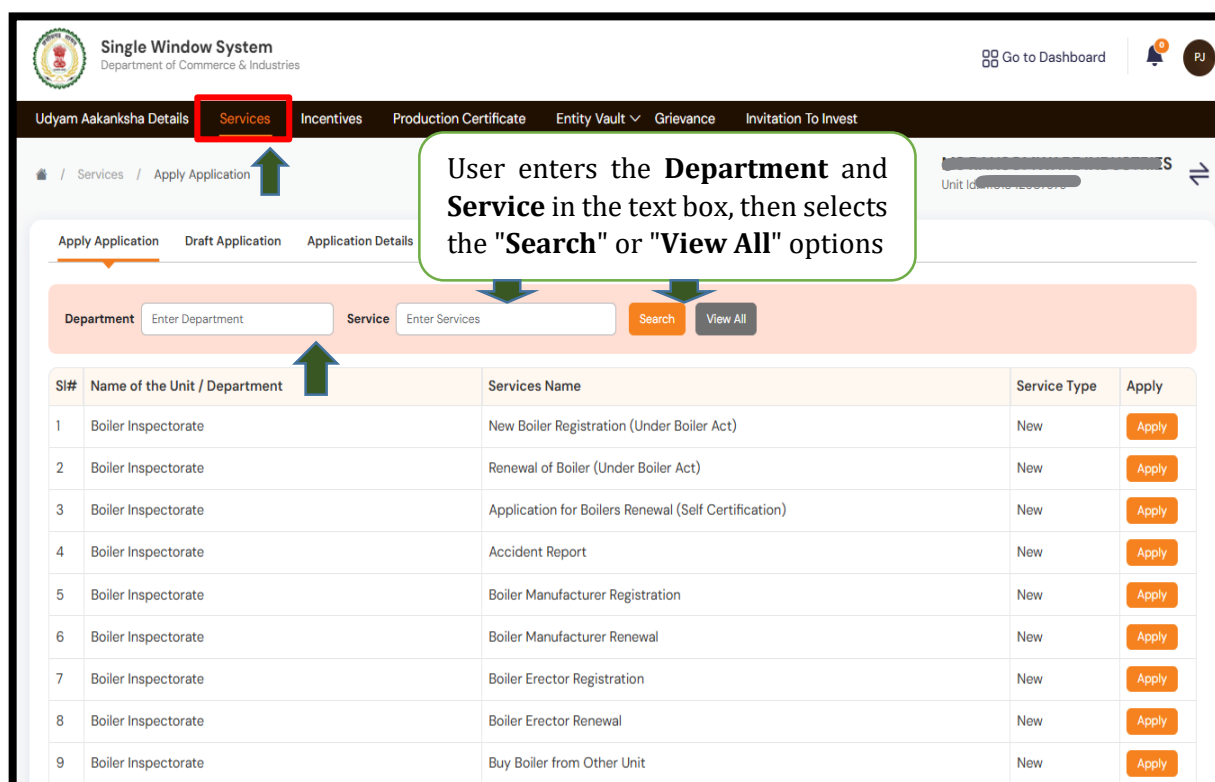 Single Window System
Department of Commerce & Industries
Go to Dashboard
0
PJ
Udyam Aakanksha Details Services Incentives Production Certificate Entity Vault Grievance Invitation To Invest
/ Services / Apply Application
Unit Id
User enters the Department and
Service in the text box, then selects
the "Search" or "View All" options
Apply Application Draft Application Application Details
Department Enter Department Service Enter Services Search View All
Sl# Name of the Unit / Department Services Name Service Type Apply
1 Boiler Inspectorate New Boiler Registration (Under Boiler Act) New Apply
2 Boiler Inspectorate Renewal of Boiler (Under Boiler Act) New Apply
3 Boiler Inspectorate Application for Boilers Renewal (Self Certification) New Apply
4 Boiler Inspectorate Accident Report New Apply
5 Boiler Inspectorate Boiler Manufacturer Registration New Apply
6 Boiler Inspectorate Boiler Manufacturer Renewal New Apply
7 Boiler Inspectorate Boiler Erector Registration New Apply
8 Boiler Inspectorate Boiler Erector Renewal New Apply
9 Boiler Inspectorate Buy Boiler from Other Unit New Apply